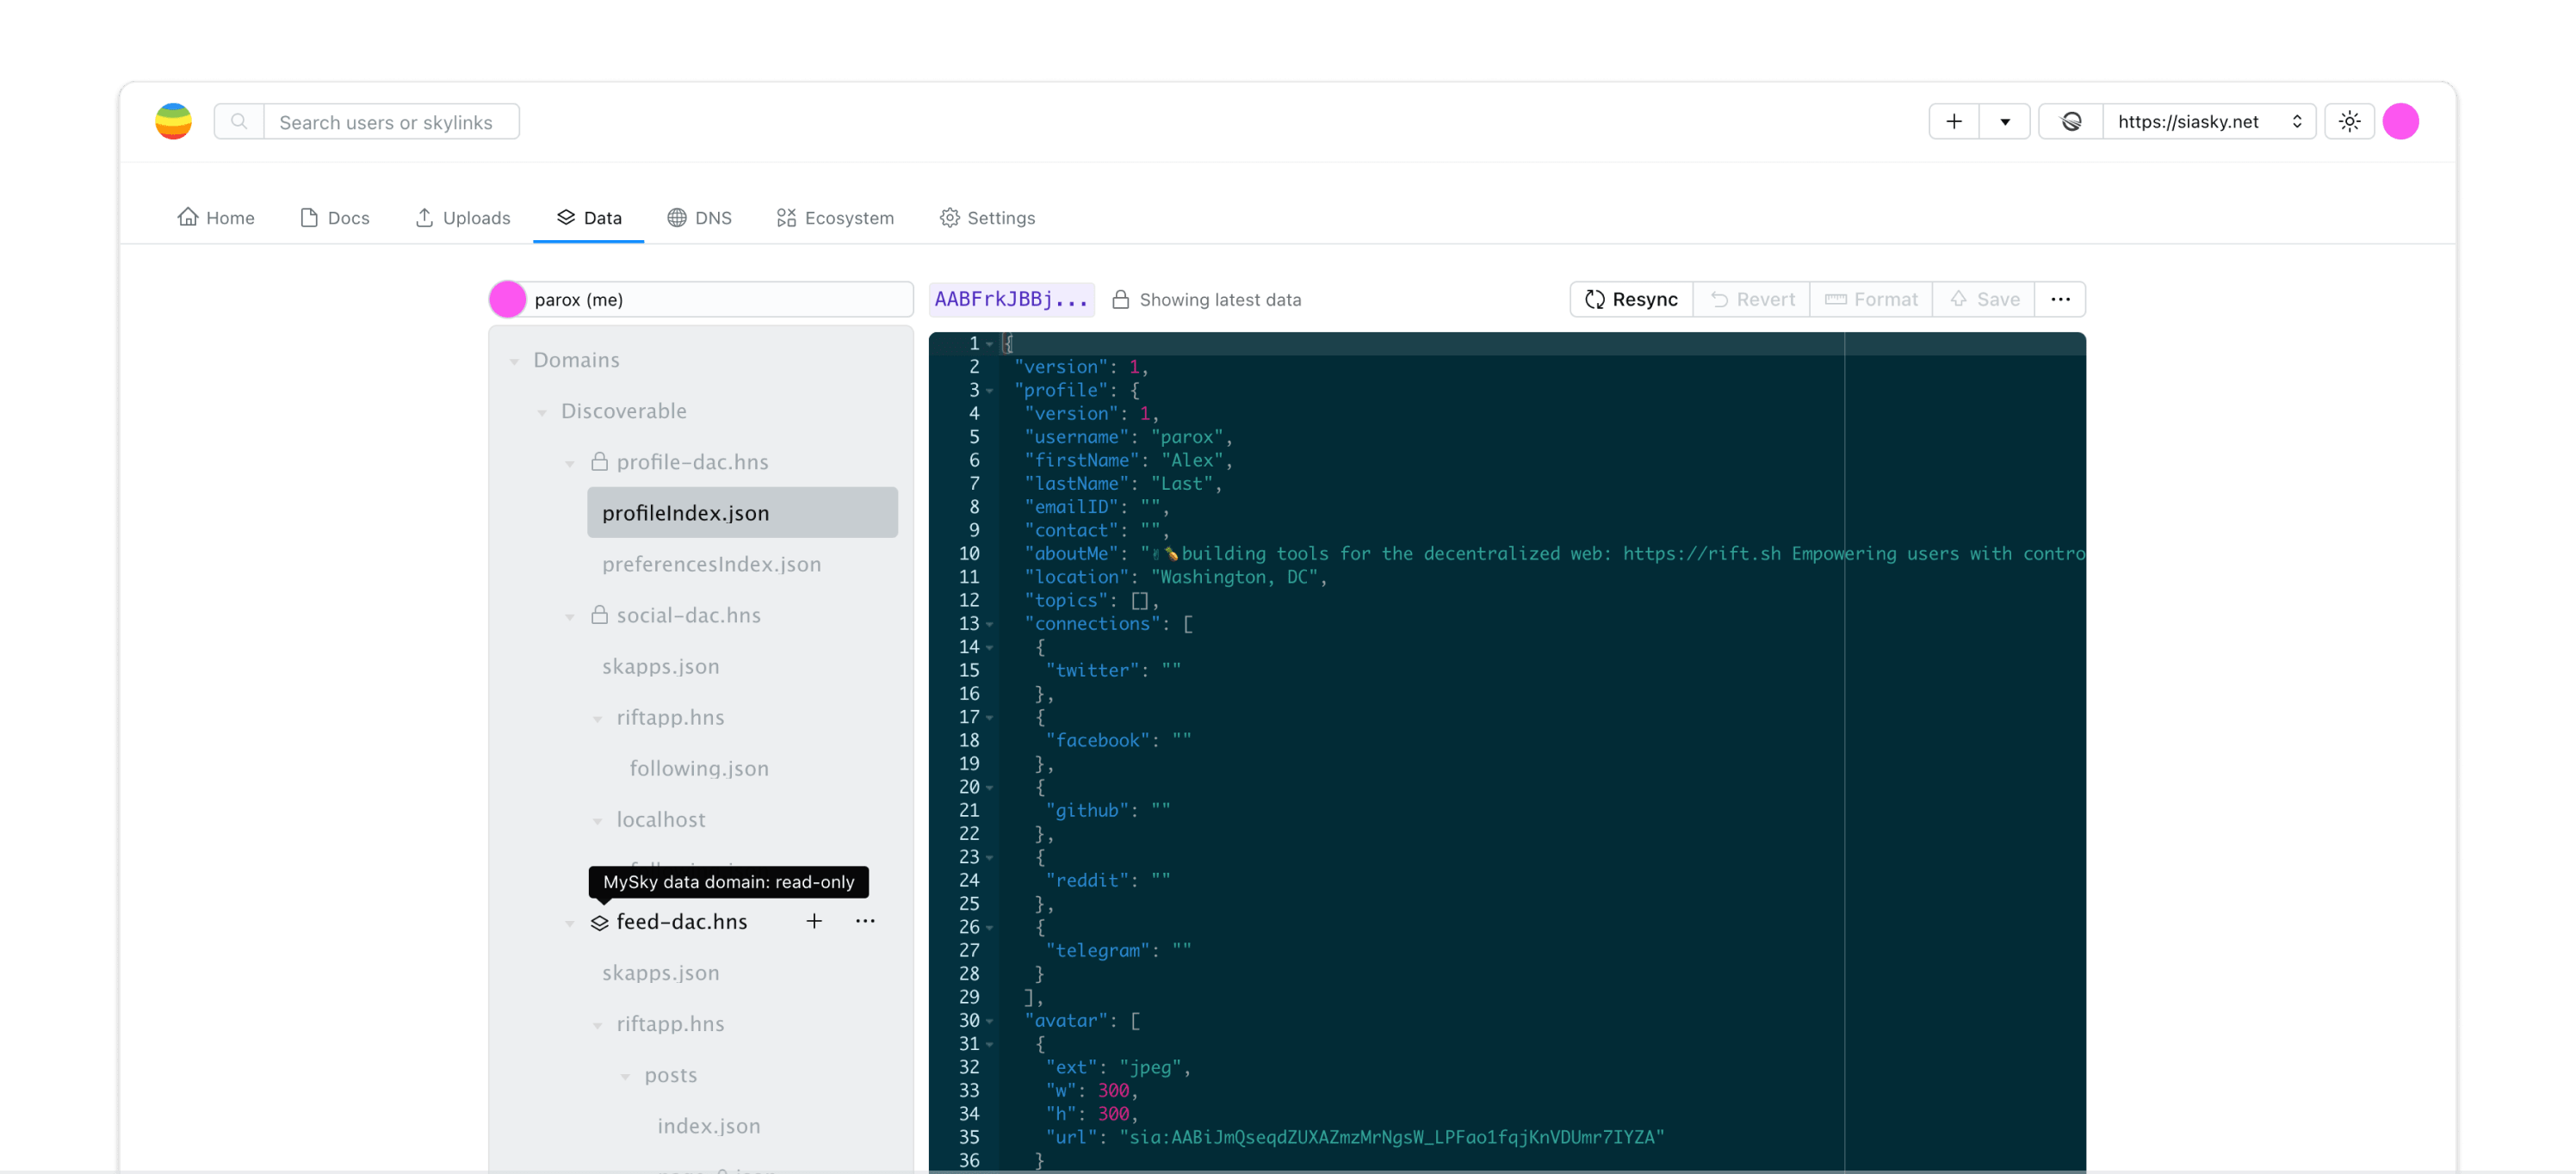 Search users or skylinks
https://siasky.net
Home Docs Uploads Data DNS Ecosystem Settings
parox (me)
Domains
Discoverable
profile-dac.hns
profileIndex.json
preferencesIndex.json
social-dac.hns
skapps.json
riftapp.hns
following.json
localhost
MySky data domain: read-only
feed-dac.hns
skapps.json
riftapp.hns
posts
index.json
AABFrkJBBj... Showing latest data
Resync Revert Format Save
1 {
2 "version": 1,
3 "profile": {
4 "version": 1,
5 "username": "parox",
6 "firstName": "Alex",
7 "lastName": "Last",
8 "emailID": "",
9 "contact": "",
10 "aboutMe": "✌🍍building tools for the decentralized web: https://rift.sh Empowering users with contro
11 "location": "Washington, DC",
12 "topics": [],
13 "connections": [
14 {
15 "twitter": ""
16 },
17 {
18 "facebook": ""
19 },
20 {
21 "github": ""
22 },
23 {
24 "reddit": ""
25 },
26 {
27 "telegram": ""
28 }
29 ],
30 "avatar": [
31 {
32 "ext": "jpeg",
33 "w": 300,
34 "h": 300,
35 "url": "sia:AABiJmQseqdZUXAZmzMrNgsW_LPFao1fqjKnVDUmr7IYZA"
36 }